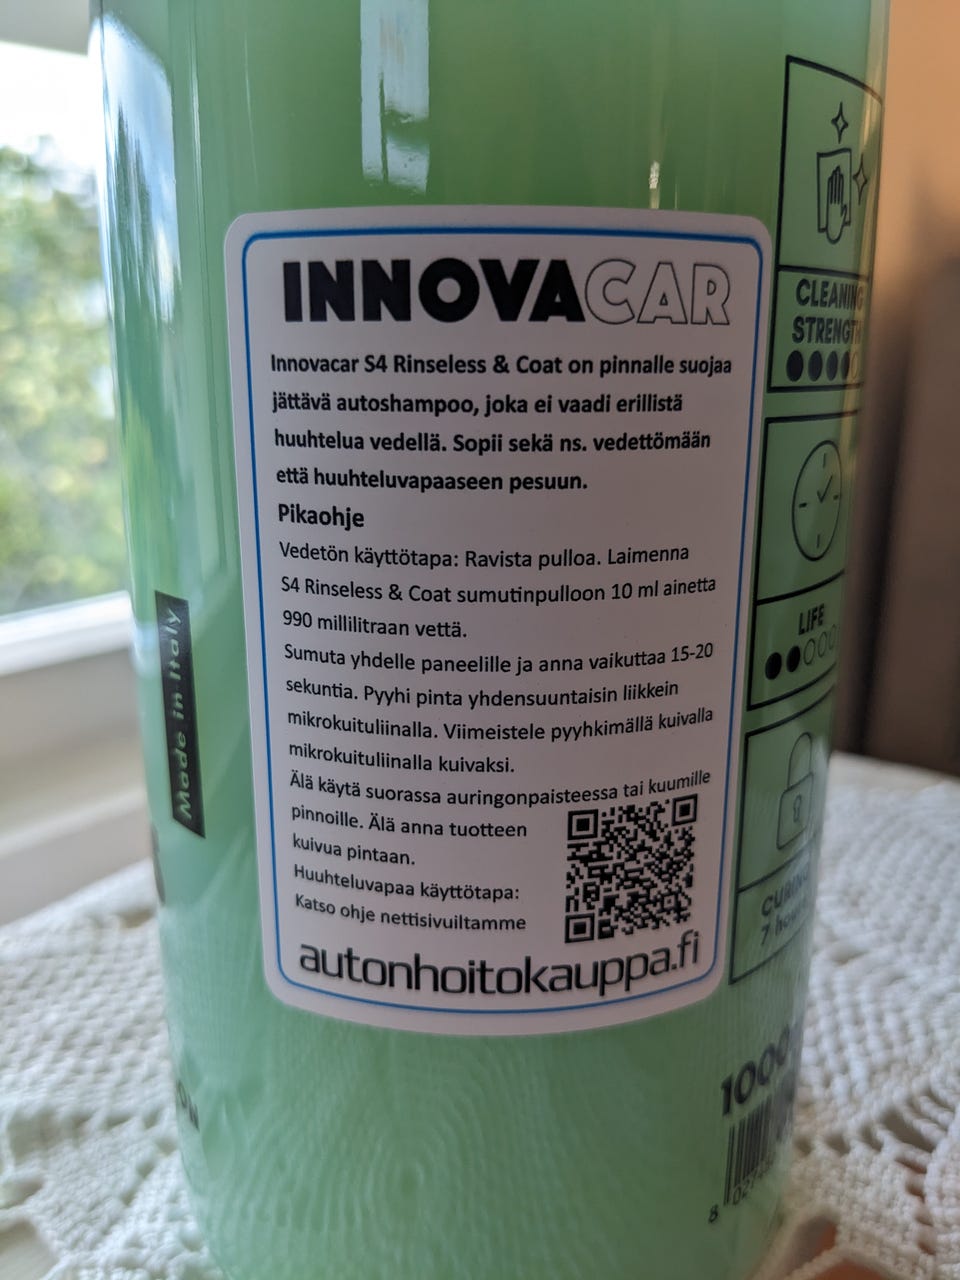 INNOVACAR
Innovacar S4 Rinseless & Coat on pinnalle suojaa
jättävä autoshampoo, joka ei vaadi erillistä
huuhtelua vedellä. Sopii sekä ns. vedettömään
että huuhteluvapaaseen pesuun.
Pikaohje
Vedetön käyttötapa: Ravista pulloa. Laimenna
S4 Rinseless & Coat sumutinpulloon 10 ml ainetta
990 millilitraan vettä.
Sumuta yhdelle paneelille ja anna vaikuttaa 15-20
sekuntia. Pyyhi pinta yhdensuuntaisin liikkein
mikrokuituliinalla. Viimeistele pyyhkimällä kuivalla
mikrokuituliinalla kuivaksi.
Älä käytä suorassa auringonpaisteessa tai kuumille
pinnoille. Älä anna tuotteen
kuivua pintaan.
Huuhteluvapaa käyttötapa:
Katso ohje nettisivuiltamme
autonhoitokauppa.fi
Made in Italy
CLEANING
STRENGTH
LIFE
7
1000
8